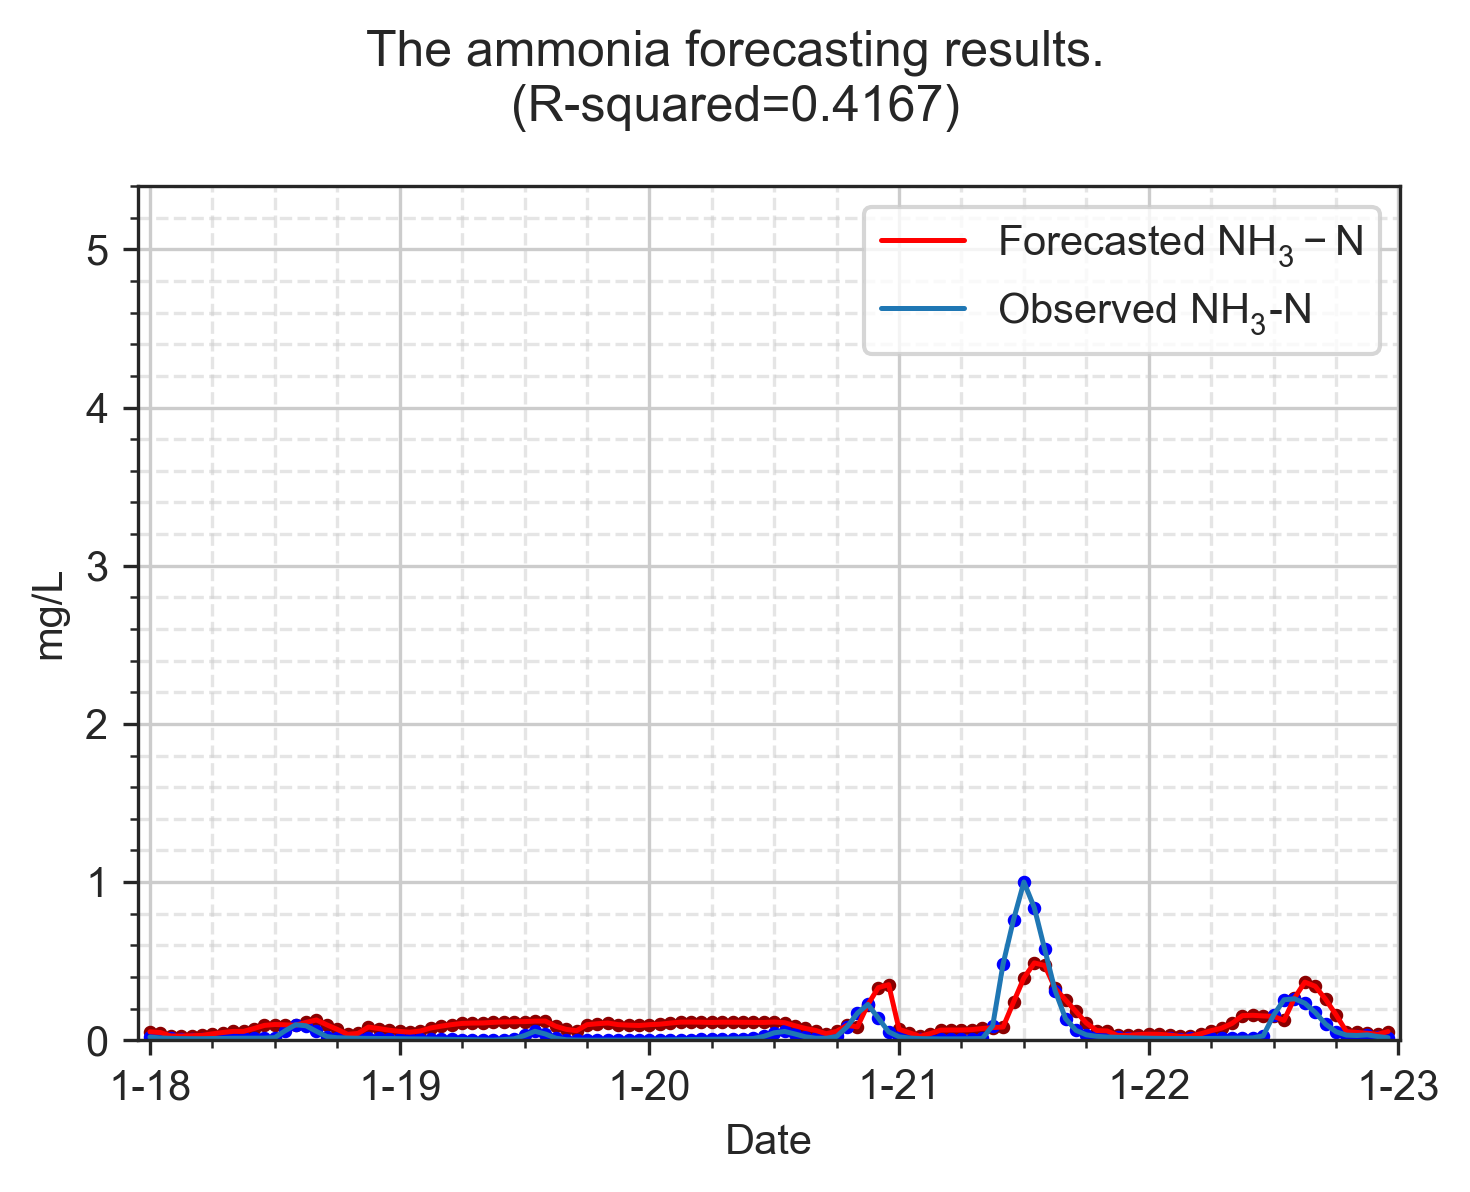 The ammonia forecasting results.
(R-squared=0.4167)
Forecasted NH₃ − N
Observed NH₃-N
5
4
3
2
1
0
mg/L
1-18 1-19 1-20 1-21 1-22 1-23
Date